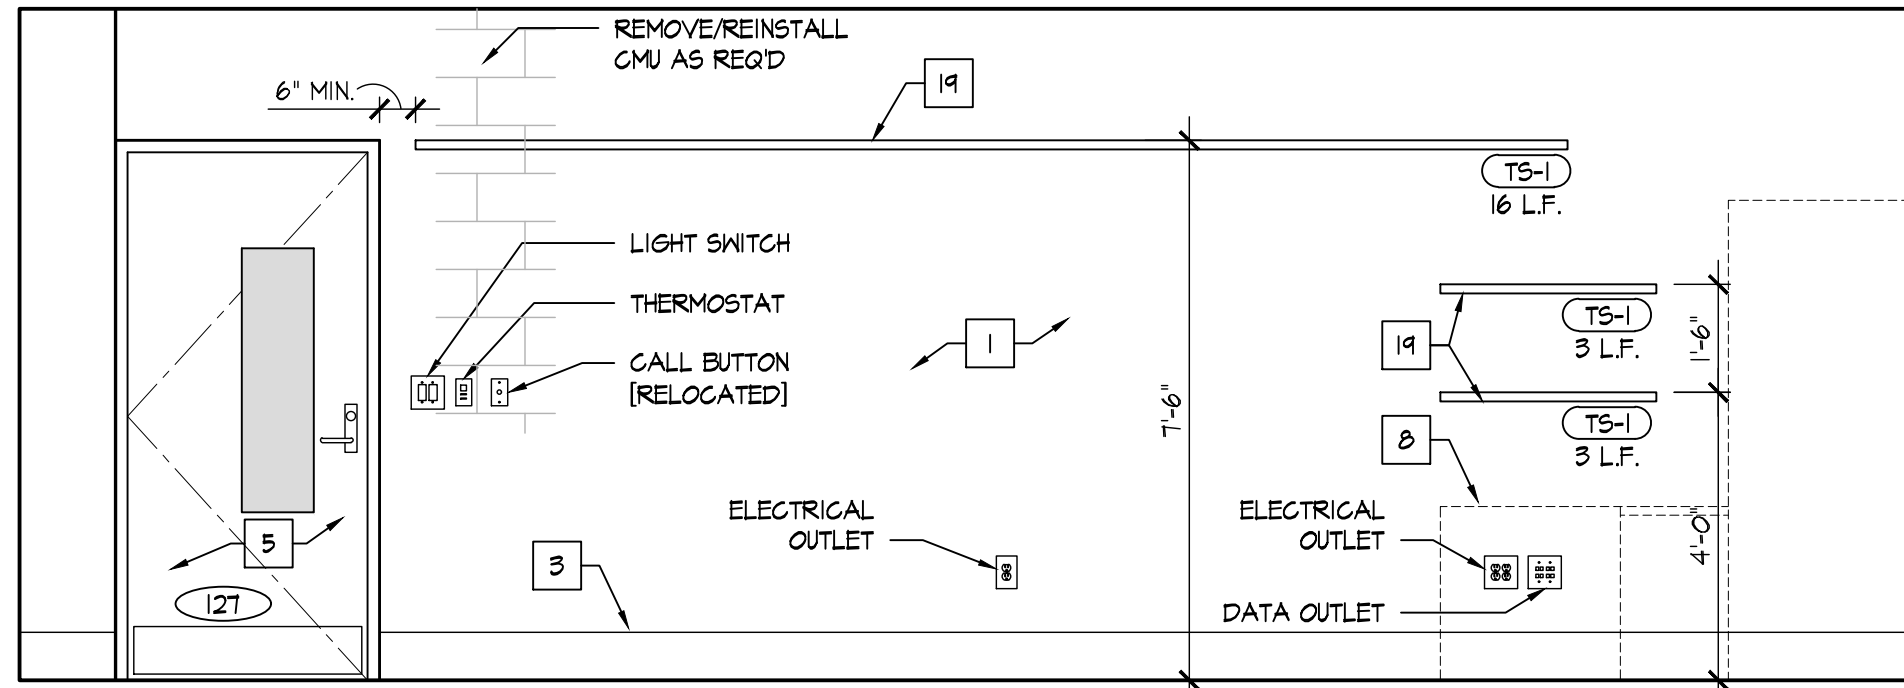 REMOVE/REINSTALL
CMU AS REQ'D
6" MIN.
19
TS-1
16 L.F.
LIGHT SWITCH
THERMOSTAT
CALL BUTTON
[RELOCATED]
1
7'-6"
19
TS-1
3 L.F.
1'-6"
TS-1
3 L.F.
8
ELECTRICAL
OUTLET
ELECTRICAL
OUTLET
4'-0"
5
3
127
DATA OUTLET